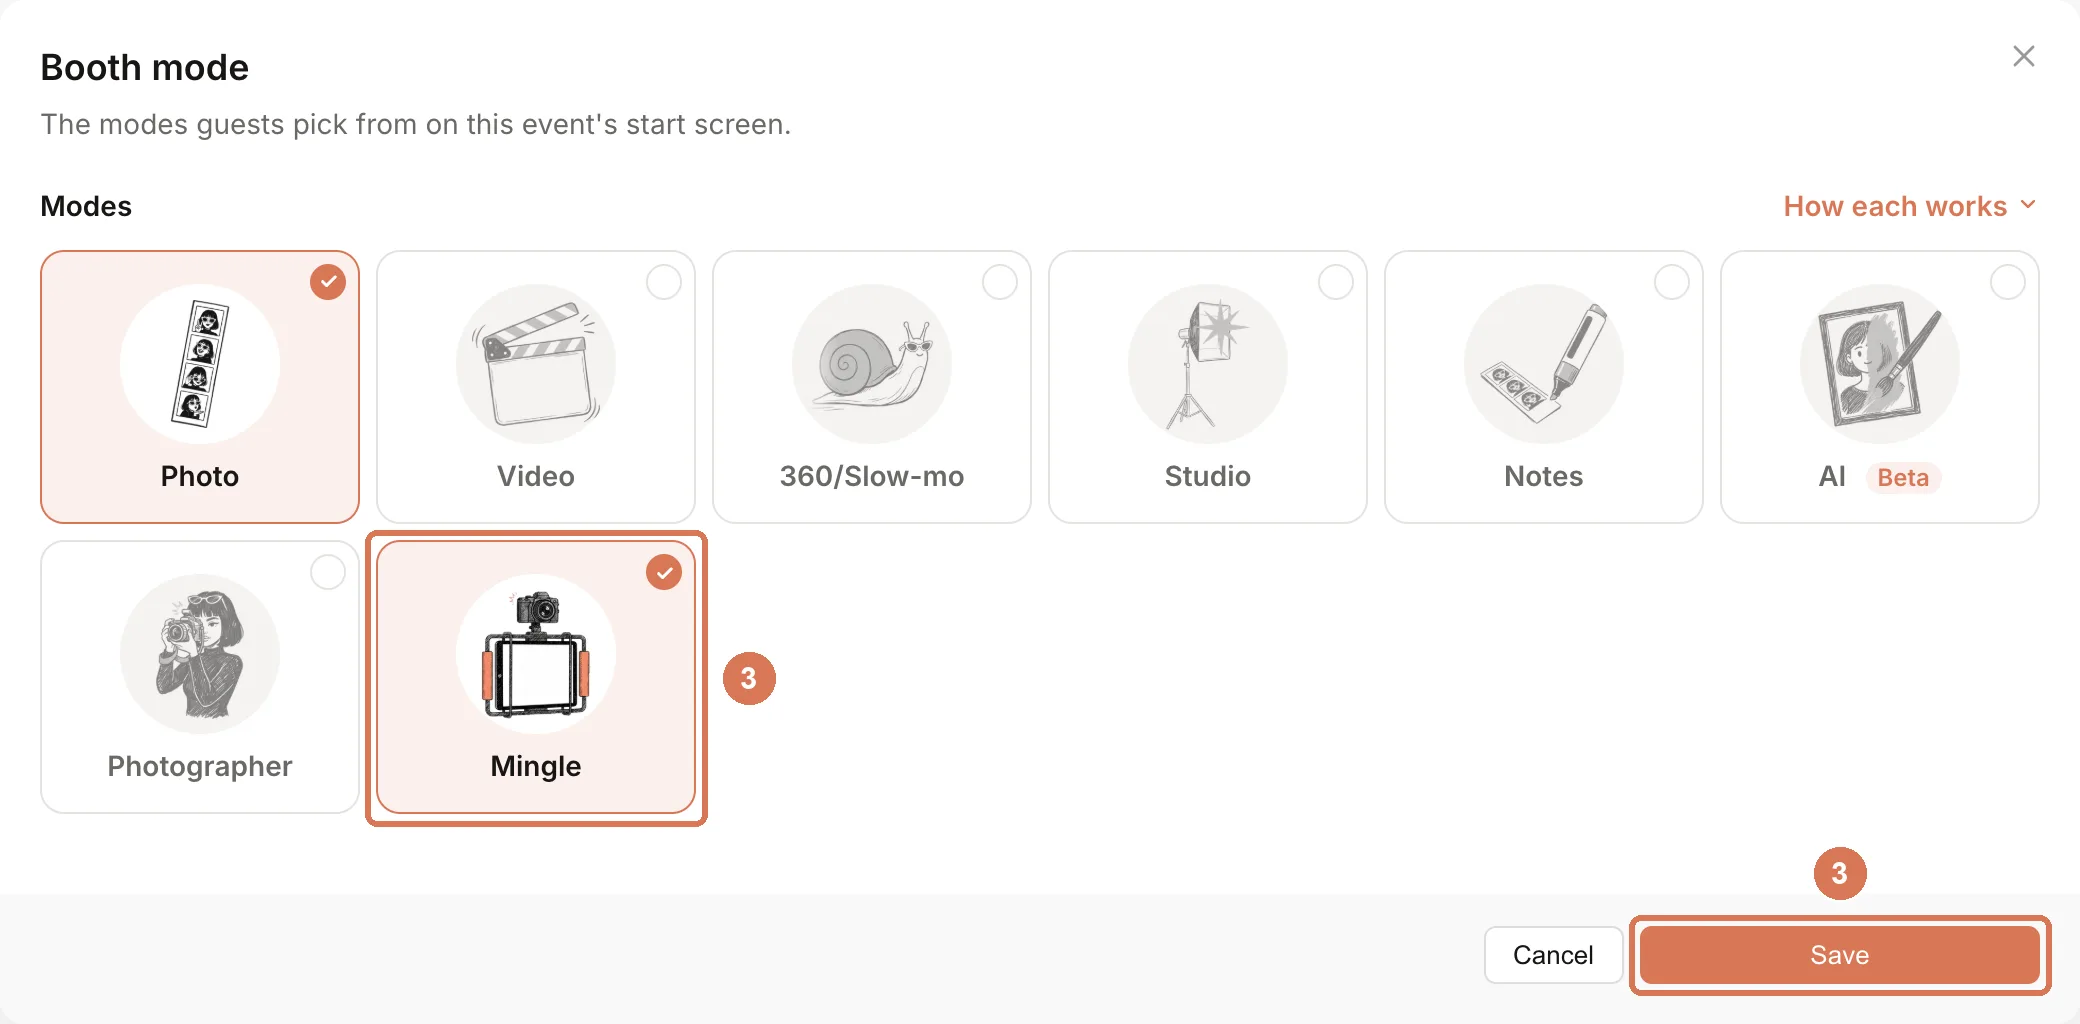 Booth mode
The modes guests pick from on this event's start screen.
Modes
How each works
Photo
Video
360/Slow-mo
Studio
Notes
AI Beta
Photographer
Mingle
3
3
Cancel
Save